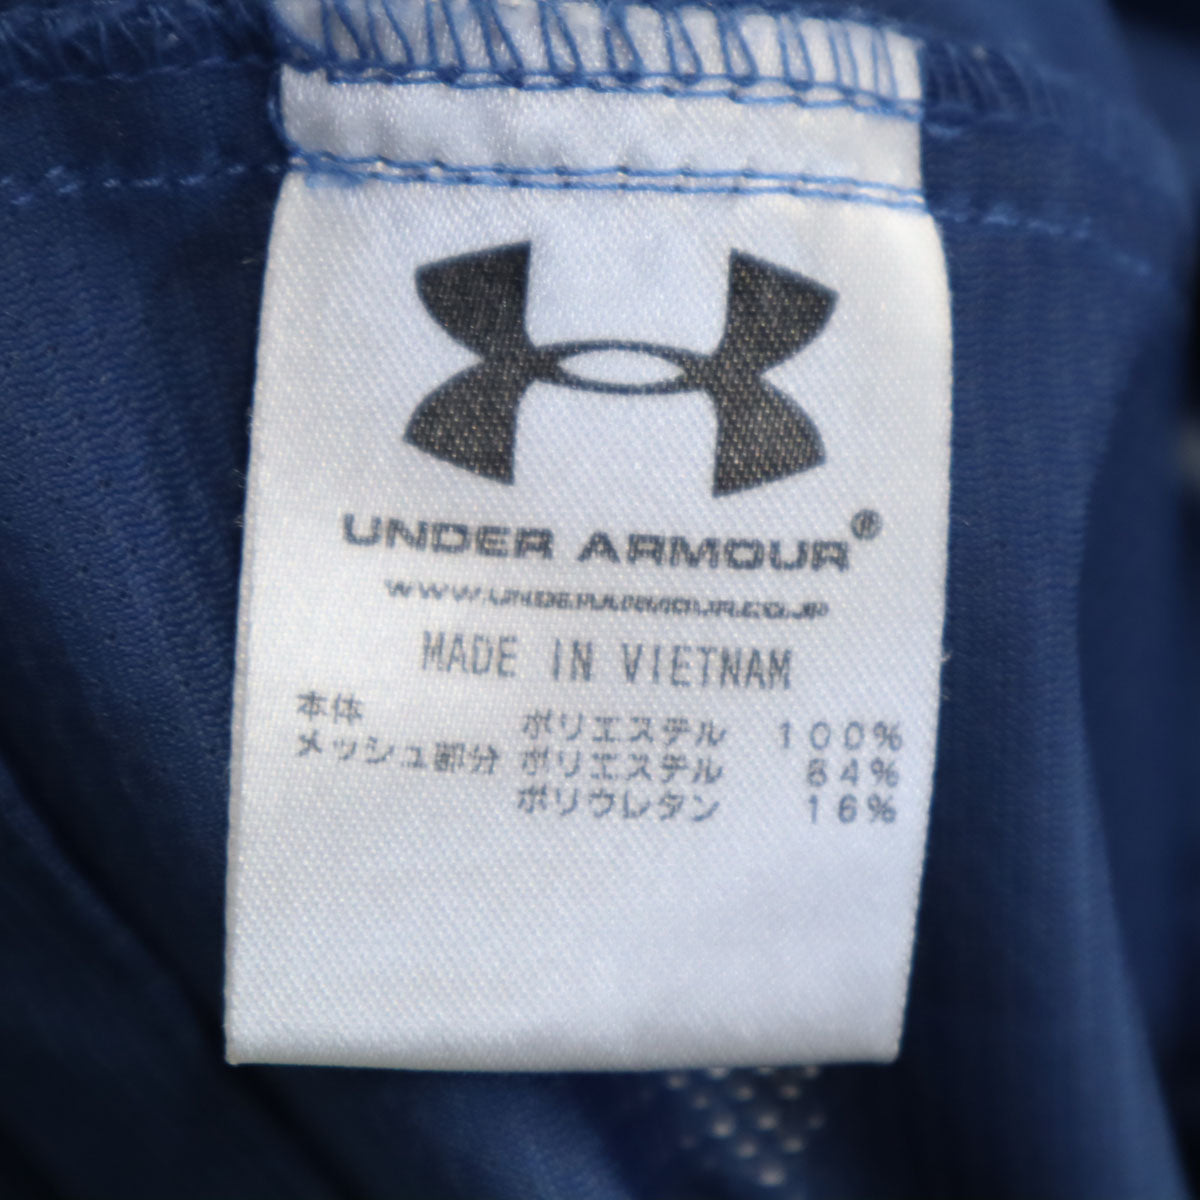 UNDER ARMOUR®
WWW.UNDERARMOUR.CO.JP
MADE IN VIETNAM
本体 ポリエステル 100%
メッシュ部分 ポリエステル 84%
ポリウレタン 16%